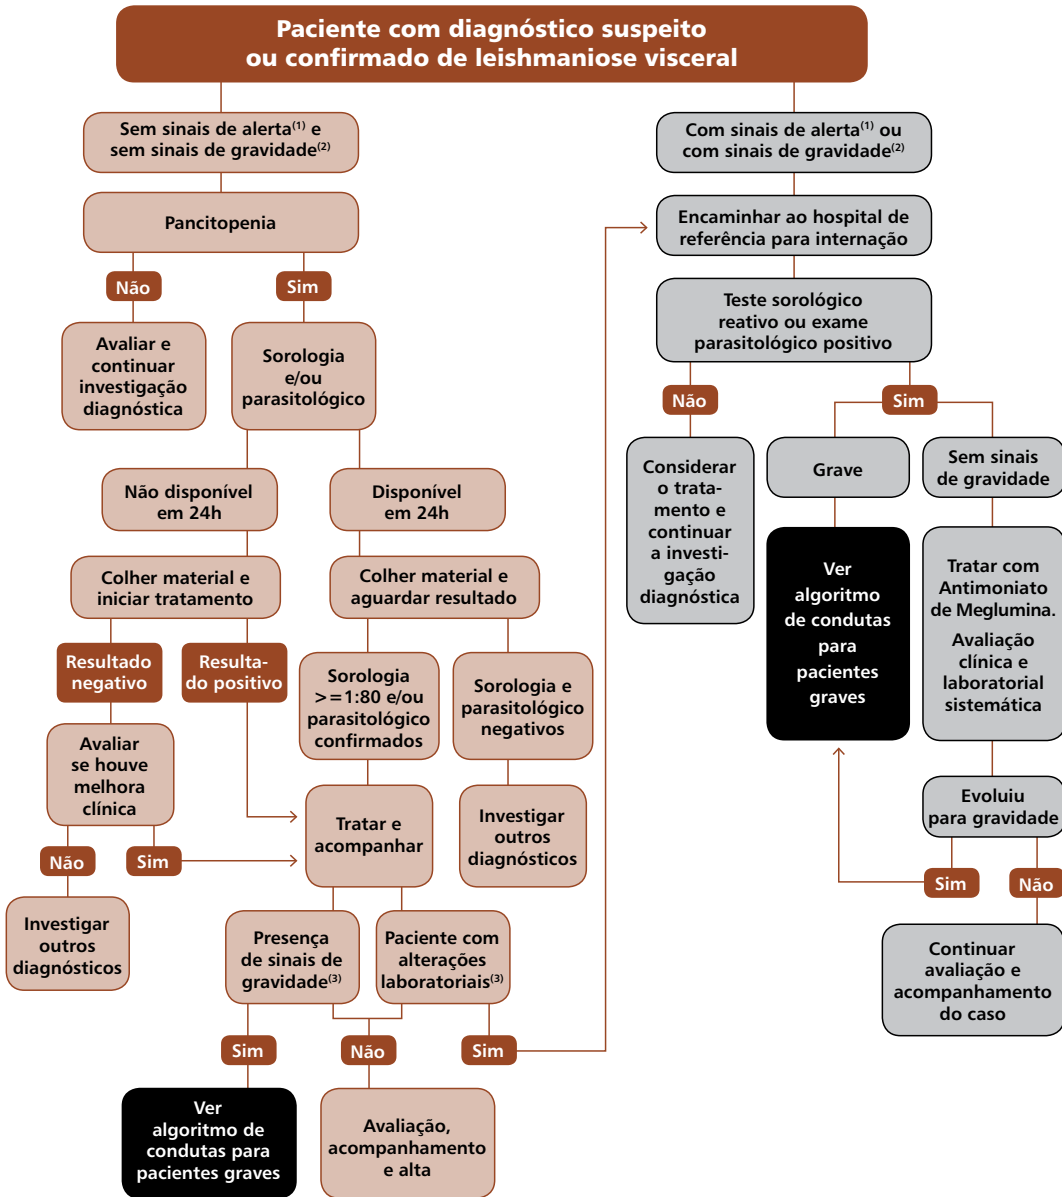 Paciente com diagnóstico suspeito
ou confirmado de leishmaniose visceral
Sem sinais de alerta(1) e
sem sinais de gravidade(2)
Pancitopenia
Não
Sim
Avaliar e
continuar
investigação
diagnóstica
Sorologia
e/ou
parasitológico
Não disponível
em 24h
Disponível
em 24h
Colher material e
iniciar tratamento
Colher material e
aguardar resultado
Resultado
negativo
Resulta-
do positivo
Sorologia
>=1:80 e/ou
parasitológico
confirmados
Sorologia e
parasitológico
negativos
Avaliar
se houve
melhora
clínica
Tratar e
acompanhar
Investigar
outros
diagnósticos
Não
Sim
Investigar
outros
diagnósticos
Presença
de sinais de
gravidade(3)
Paciente com
alterações
laboratoriais(3)
Sim
Não
Sim
Ver
algoritmo de
condutas para
pacientes graves
Avaliação,
acompanhamento
e alta
Com sinais de alerta(1) ou
com sinais de gravidade(2)
Encaminhar ao hospital de
referência para internação
Teste sorológico
reativo ou exame
parasitológico positivo
Não
Sim
Considerar
o trata-
mento e
continuar
a investi-
gação
diagnóstica
Grave
Sem sinais
de gravidade
Ver
algoritmo
de condutas
para
pacientes
graves
Tratar com
Antimoniato
de Meglumina.
Avaliação
clínica e
laboratorial
sistemática
Evoluiu
para gravidade
Sim
Não
Continuar
avaliação e
acompanhamento
do caso